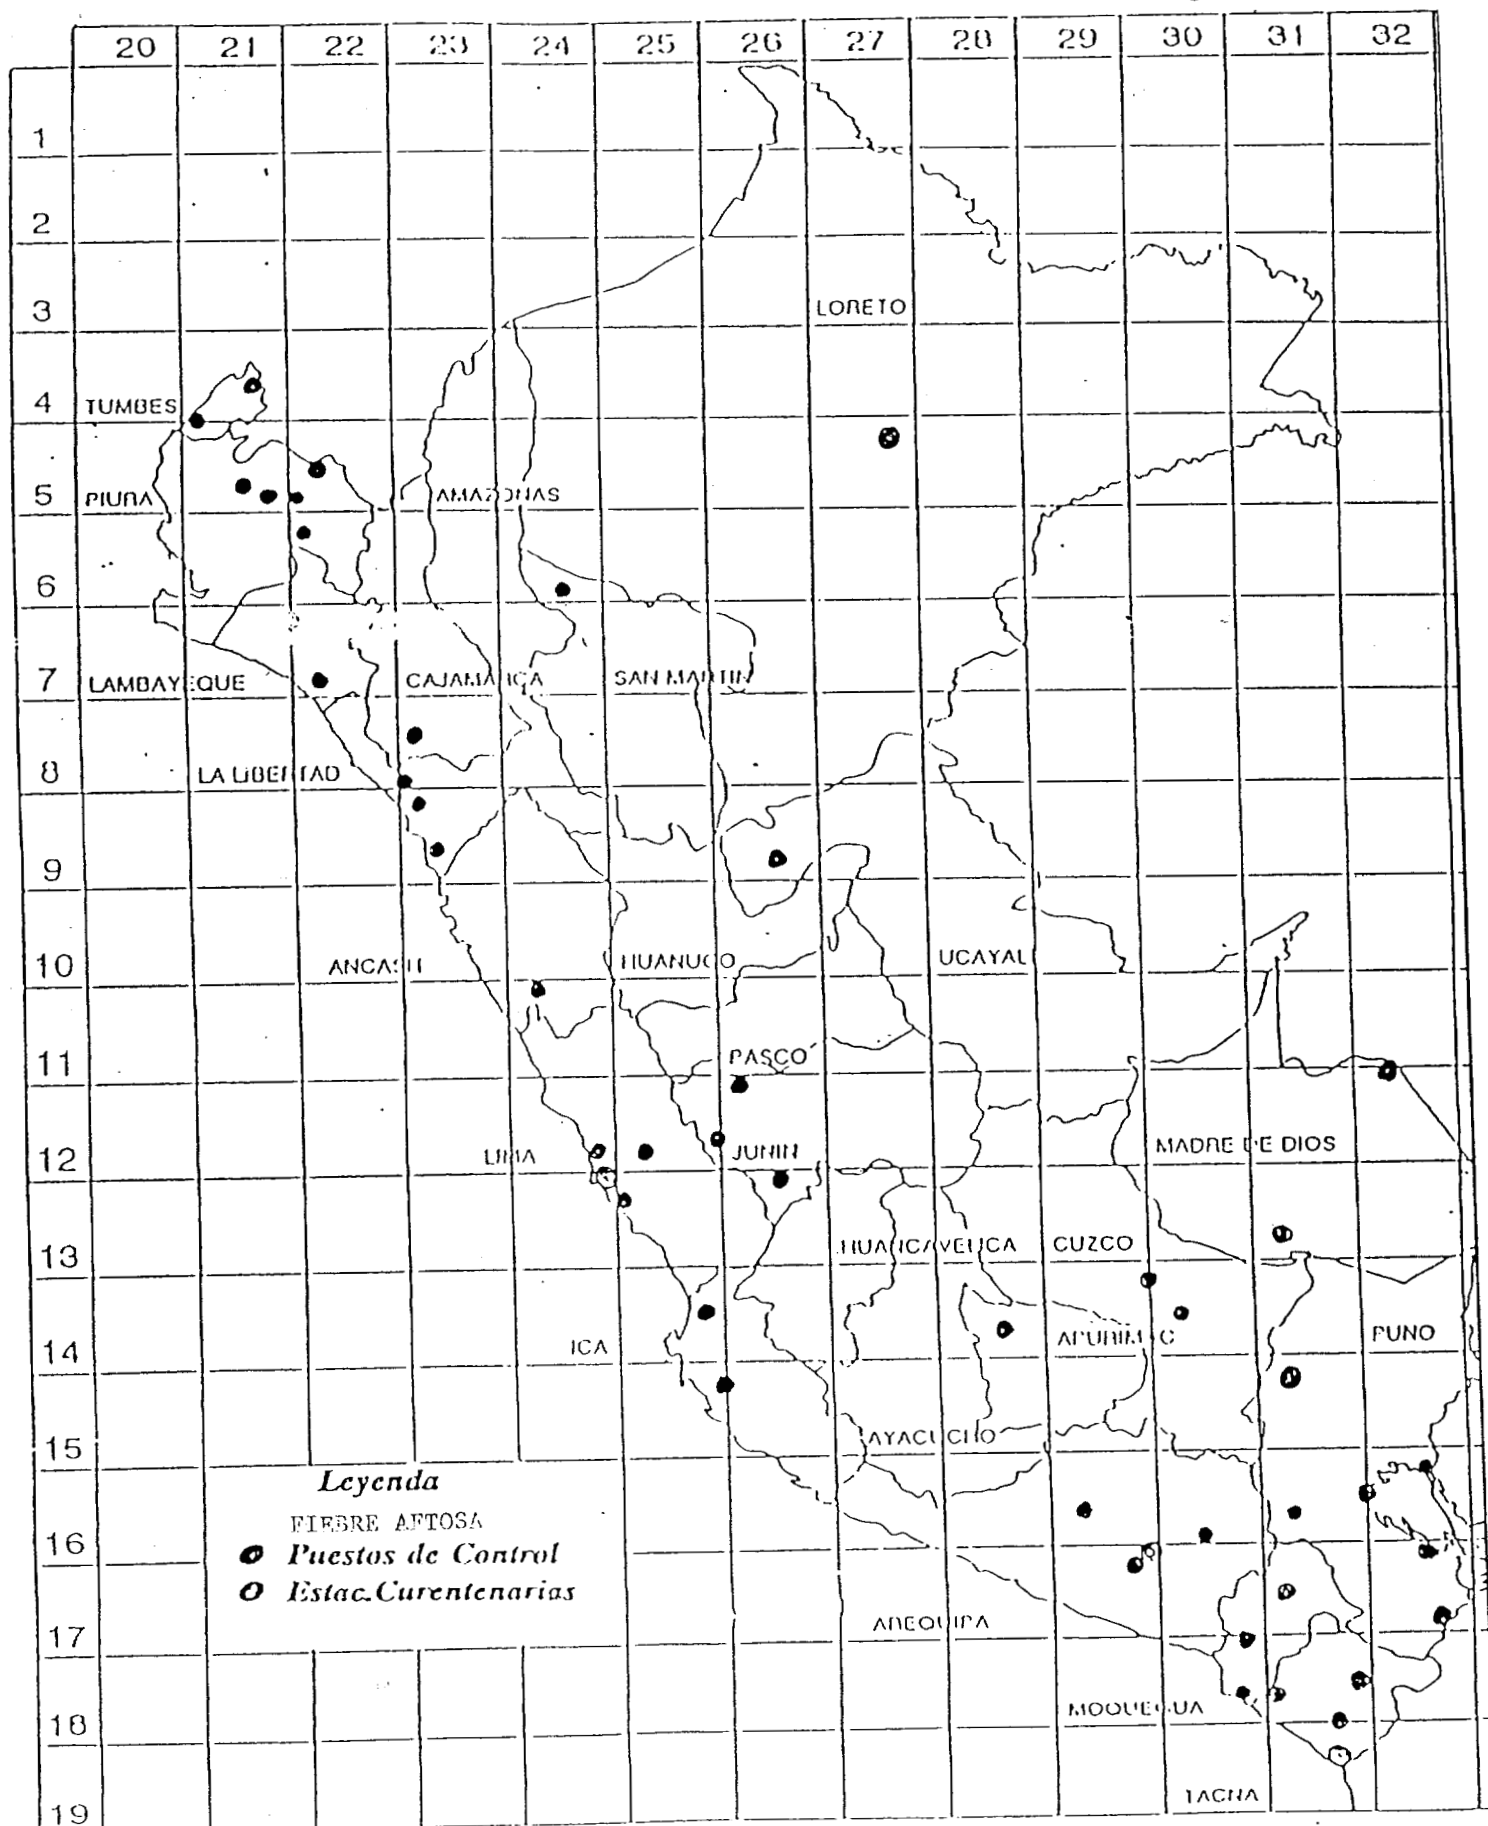 20 21 22 23 24 25 26 27 28 29 30 31 32
1
2
3 LORETO
4 TUMBES
5 PIURA AMAZONAS
6
7 LAMBAYEQUE CAJAMARCA SAN MARTIN
8 LA LIBERTAD
9
10 ANCASH HUANUCO UCAYALI
11 PASCO
12 LIMA JUNIN MADRE DE DIOS
13 HUANCAVELICA CUZCO
14 ICA APURIMAC PUNO
15 AYACUCHO
Leyenda
FIEBRE AFTOSA
16
Puestos de Control
Estac.Curentenarias
17 AREQUIPA
18 MOQUEGUA
19 TACNA